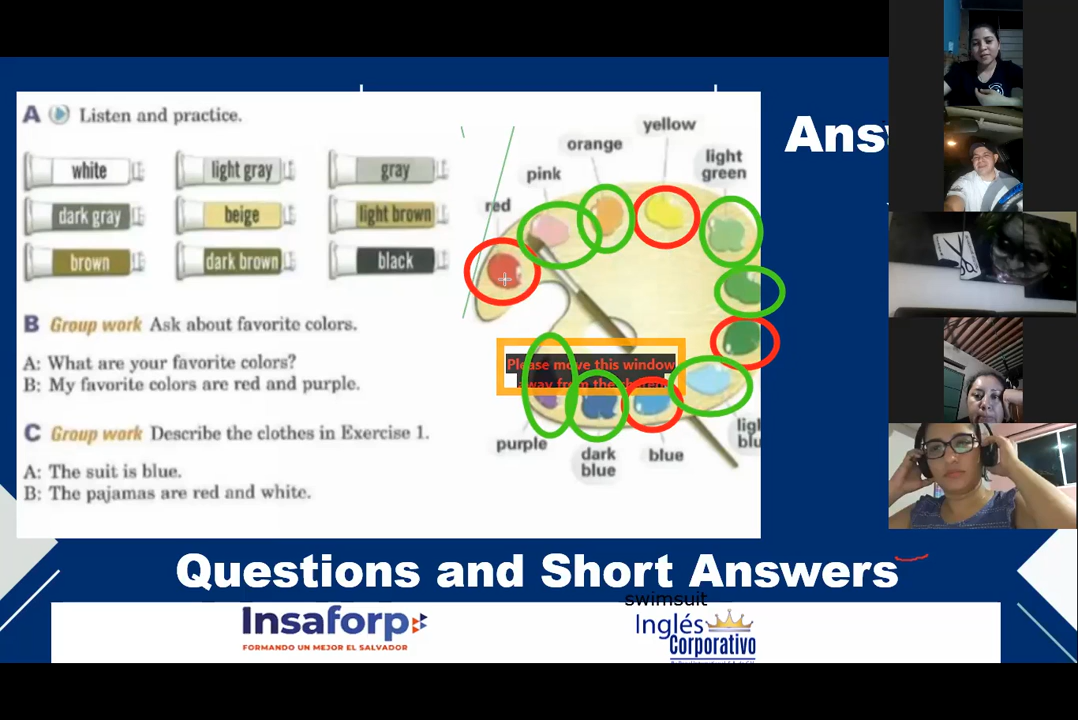 A Listen and practice.
white
light gray
gray
dark gray
beige
light brown
brown
dark brown
black
B Group work Ask about favorite colors.
A: What are your favorite colors?
B: My favorite colors are red and purple.
C Group work Describe the clothes in Exercise 1.
A: The suit is blue.
B: The pajamas are red and white.
red
pink
orange
yellow
light
green
Please move this window
away from the
purple
dark
blue
blue
ligh
blu
Ans
Questions and Short Answers
swimsuit
Insaforp
FORMANDO UN MEJOR EL SALVADOR
Inglés
Corporativo